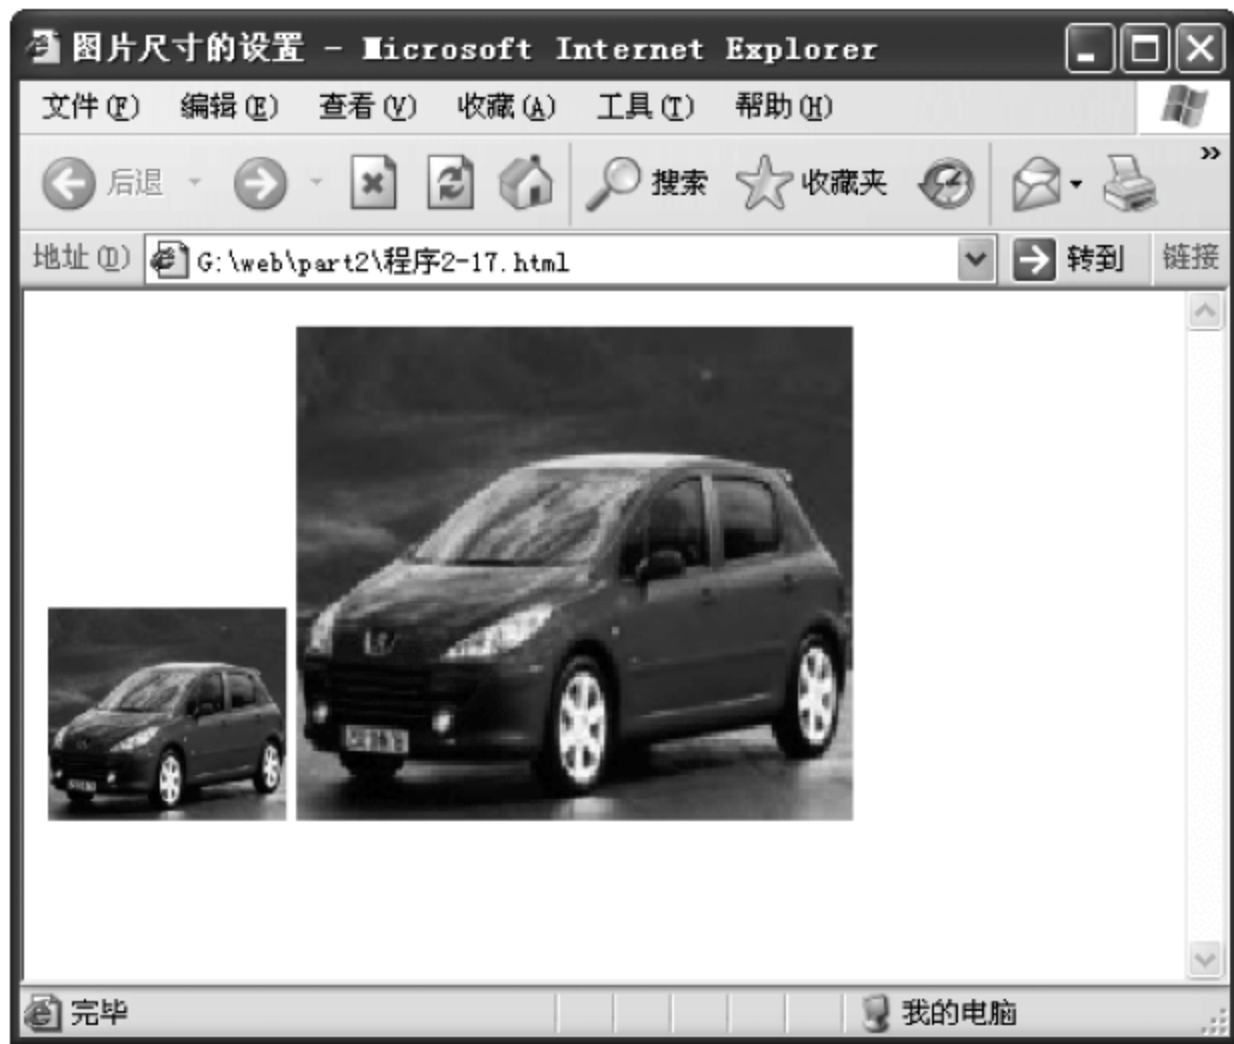 图片尺寸的设置 - Microsoft Internet Explorer
文件(F) 编辑(E) 查看(V) 收藏(A) 工具(T) 帮助(H)
后退 搜索 收藏夹 »
地址(D) G:\web\part2\程序2-17.html 转到 链接
完毕 我的电脑